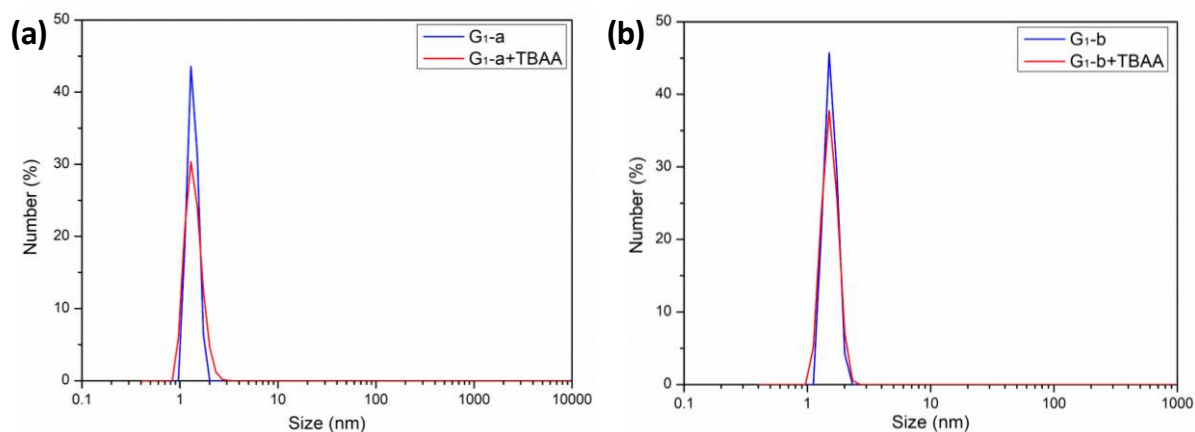 (a)
G1-a
G1-a+TBAA
50
40
30
20
10
0
Number (%)
0.1 1 10 100 1000 10000
Size (nm)
(b)
G1-b
G1-b+TBAA
50
40
30
20
10
0
Number (%)
0.1 1 10 100 1000
Size (nm)